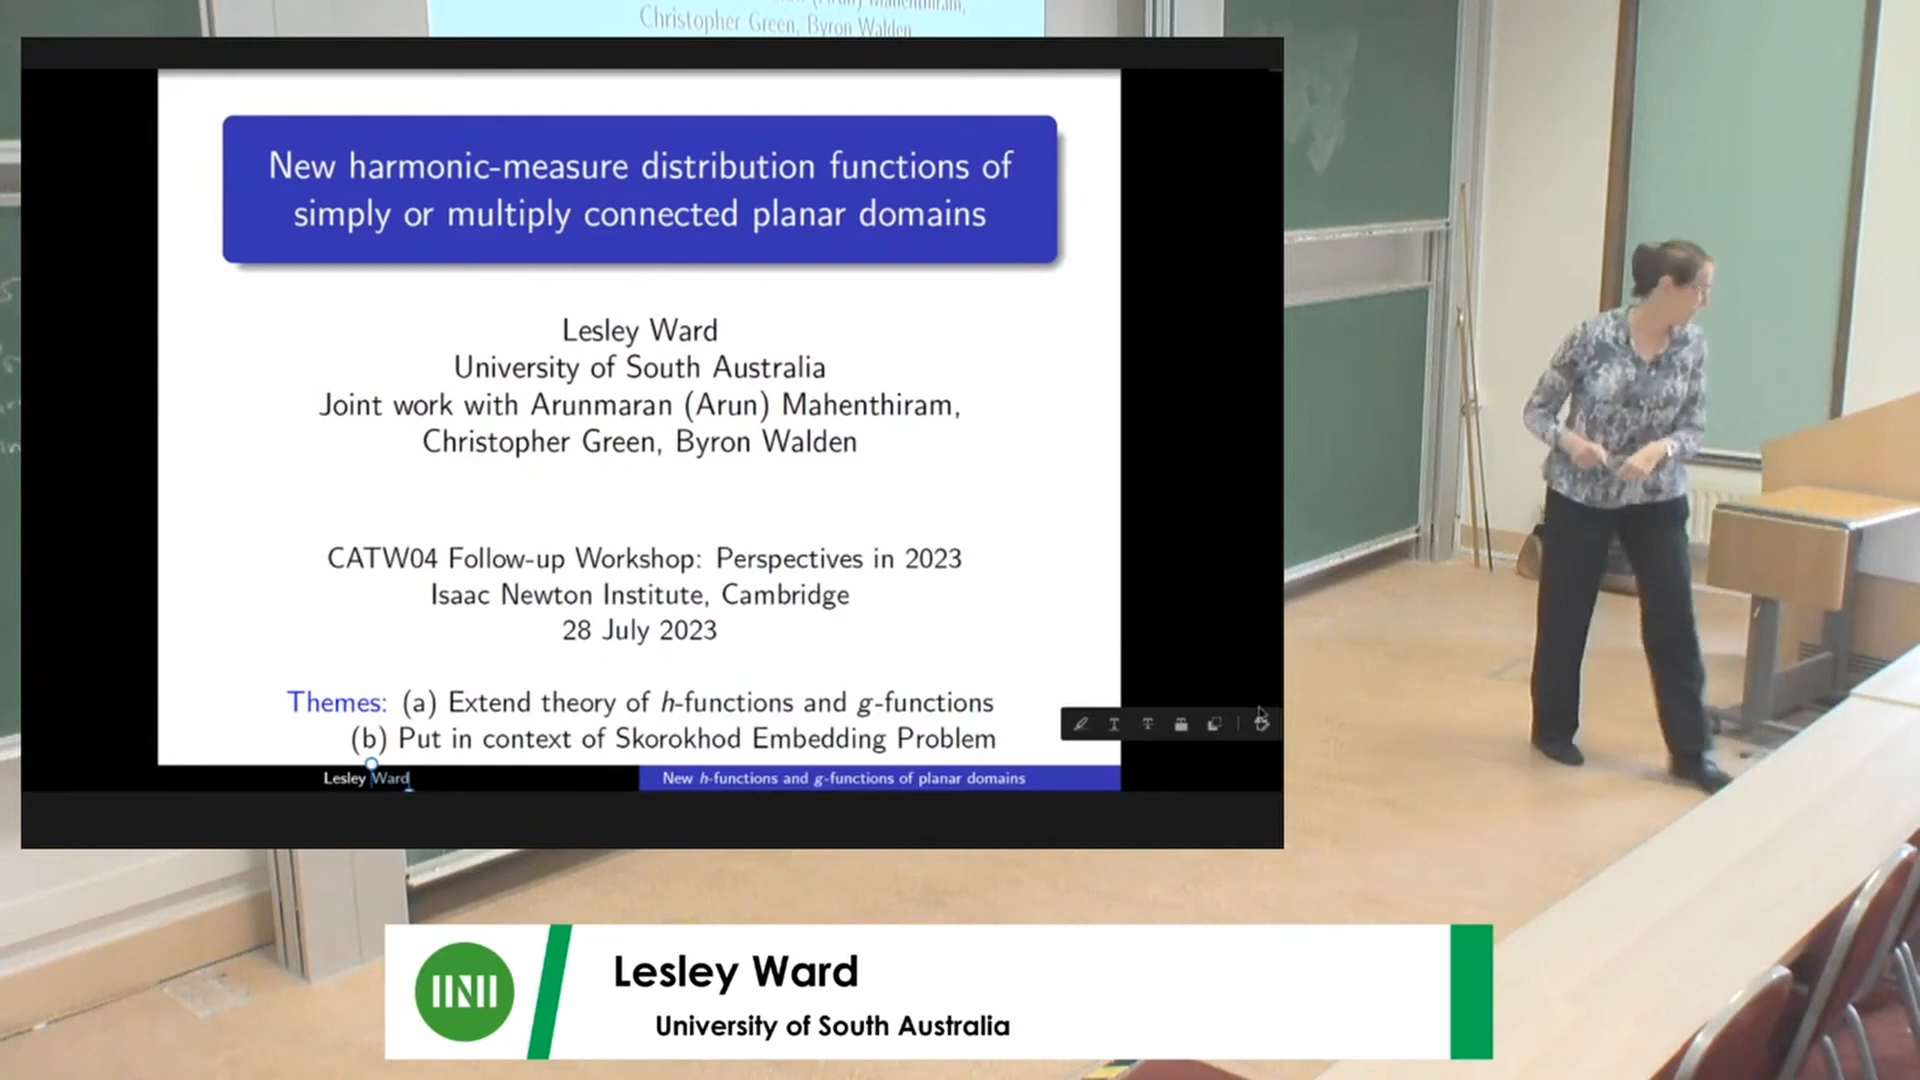 Christopher Green, Byron Walden
New harmonic-measure distribution functions of
simply or multiply connected planar domains
Lesley Ward
University of South Australia
Joint work with Arunmaran (Arun) Mahenthiram,
Christopher Green, Byron Walden
CATW04 Follow-up Workshop: Perspectives in 2023
Isaac Newton Institute, Cambridge
28 July 2023
Themes: (a) Extend theory of h-functions and g-functions
(b) Put in context of Skorokhod Embedding Problem
Lesley Ward
New h-functions and g-functions of planar domains
Lesley Ward
University of South Australia